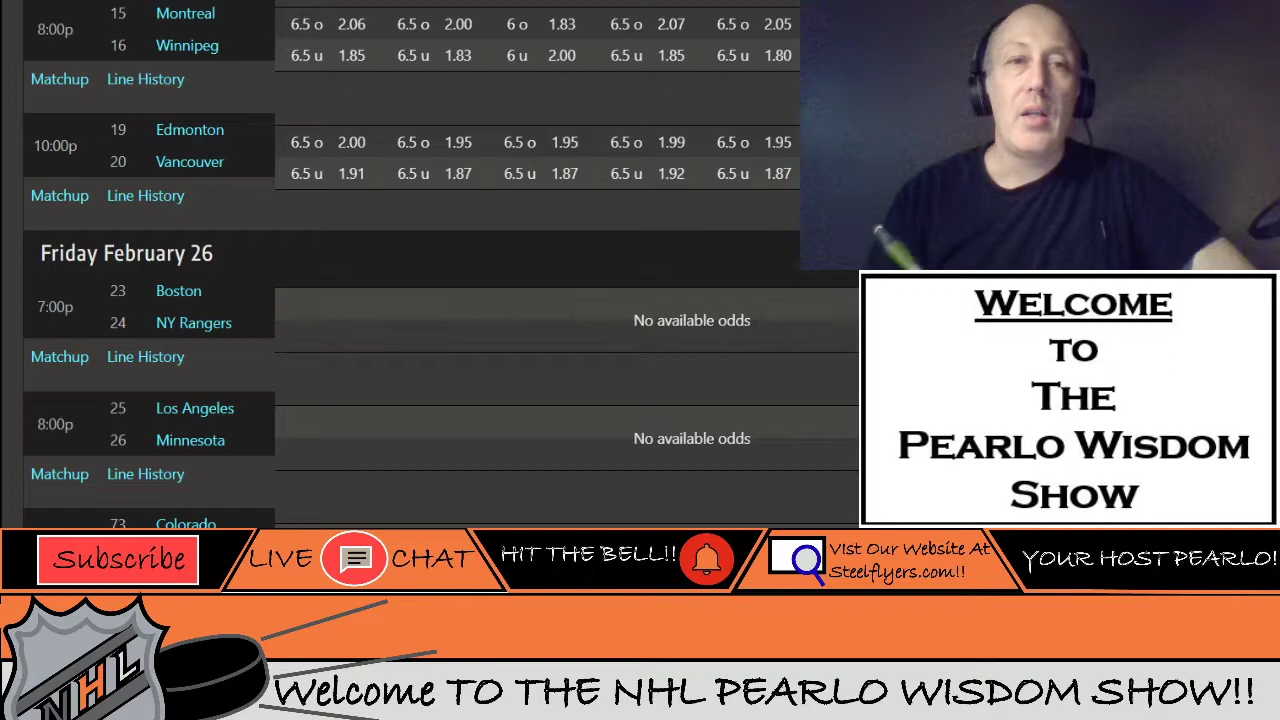 8:00p
15 Montreal
16 Winnipeg
6.5 o 2.06 6.5 o 2.00 6 o 1.83 6.5 o 2.07 6.5 o 2.05
6.5 u 1.85 6.5 u 1.83 6 u 2.00 6.5 u 1.85 6.5 u 1.80
Matchup Line History
10:00p
19 Edmonton
20 Vancouver
6.5 o 2.00 6.5 o 1.95 6.5 o 1.95 6.5 o 1.99 6.5 o 1.95
6.5 u 1.91 6.5 u 1.87 6.5 u 1.87 6.5 u 1.92 6.5 u 1.87
Matchup Line History
Friday February 26
7:00p
23 Boston
24 NY Rangers
No available odds
Matchup Line History
8:00p
25 Los Angeles
26 Minnesota
No available odds
Matchup Line History
73 Colorado
Welcome
to
The
Pearlo Wisdom
Show
Subscribe
LIVE CHAT
HIT THE BELL!!
VIst Our Website At
Steelflyers.com!!
YOUR HOST PEARLO!
NHL
Welcome TO THE NHL PEARLO WISDOM SHOW!!